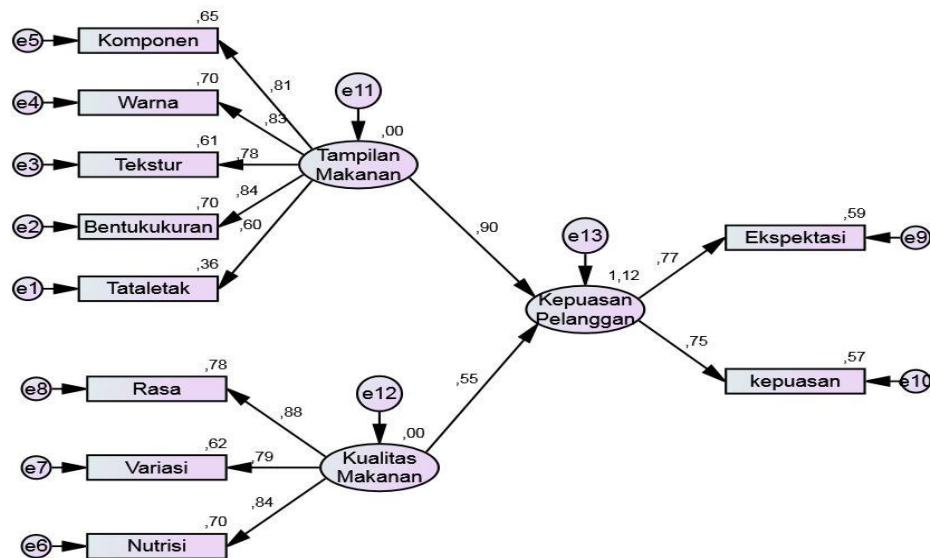 ,65
e5
Komponen
,81
,70
e4
Warna
,83
e11
,00
Tampilan
Makanan
,61
e3
Tekstur
,78
,70
e2
Bentukukuran
,84
,60
,36
e1
Tataletak
,90
e13
1,12
Kepuasan
Pelanggan
,77
,59
Ekspektasi
e9
,75
,57
kepuasan
e10
,55
,78
e8
Rasa
,88
e12
,00
Kualitas
Makanan
,62
e7
Variasi
,79
,70
e6
Nutrisi
,84